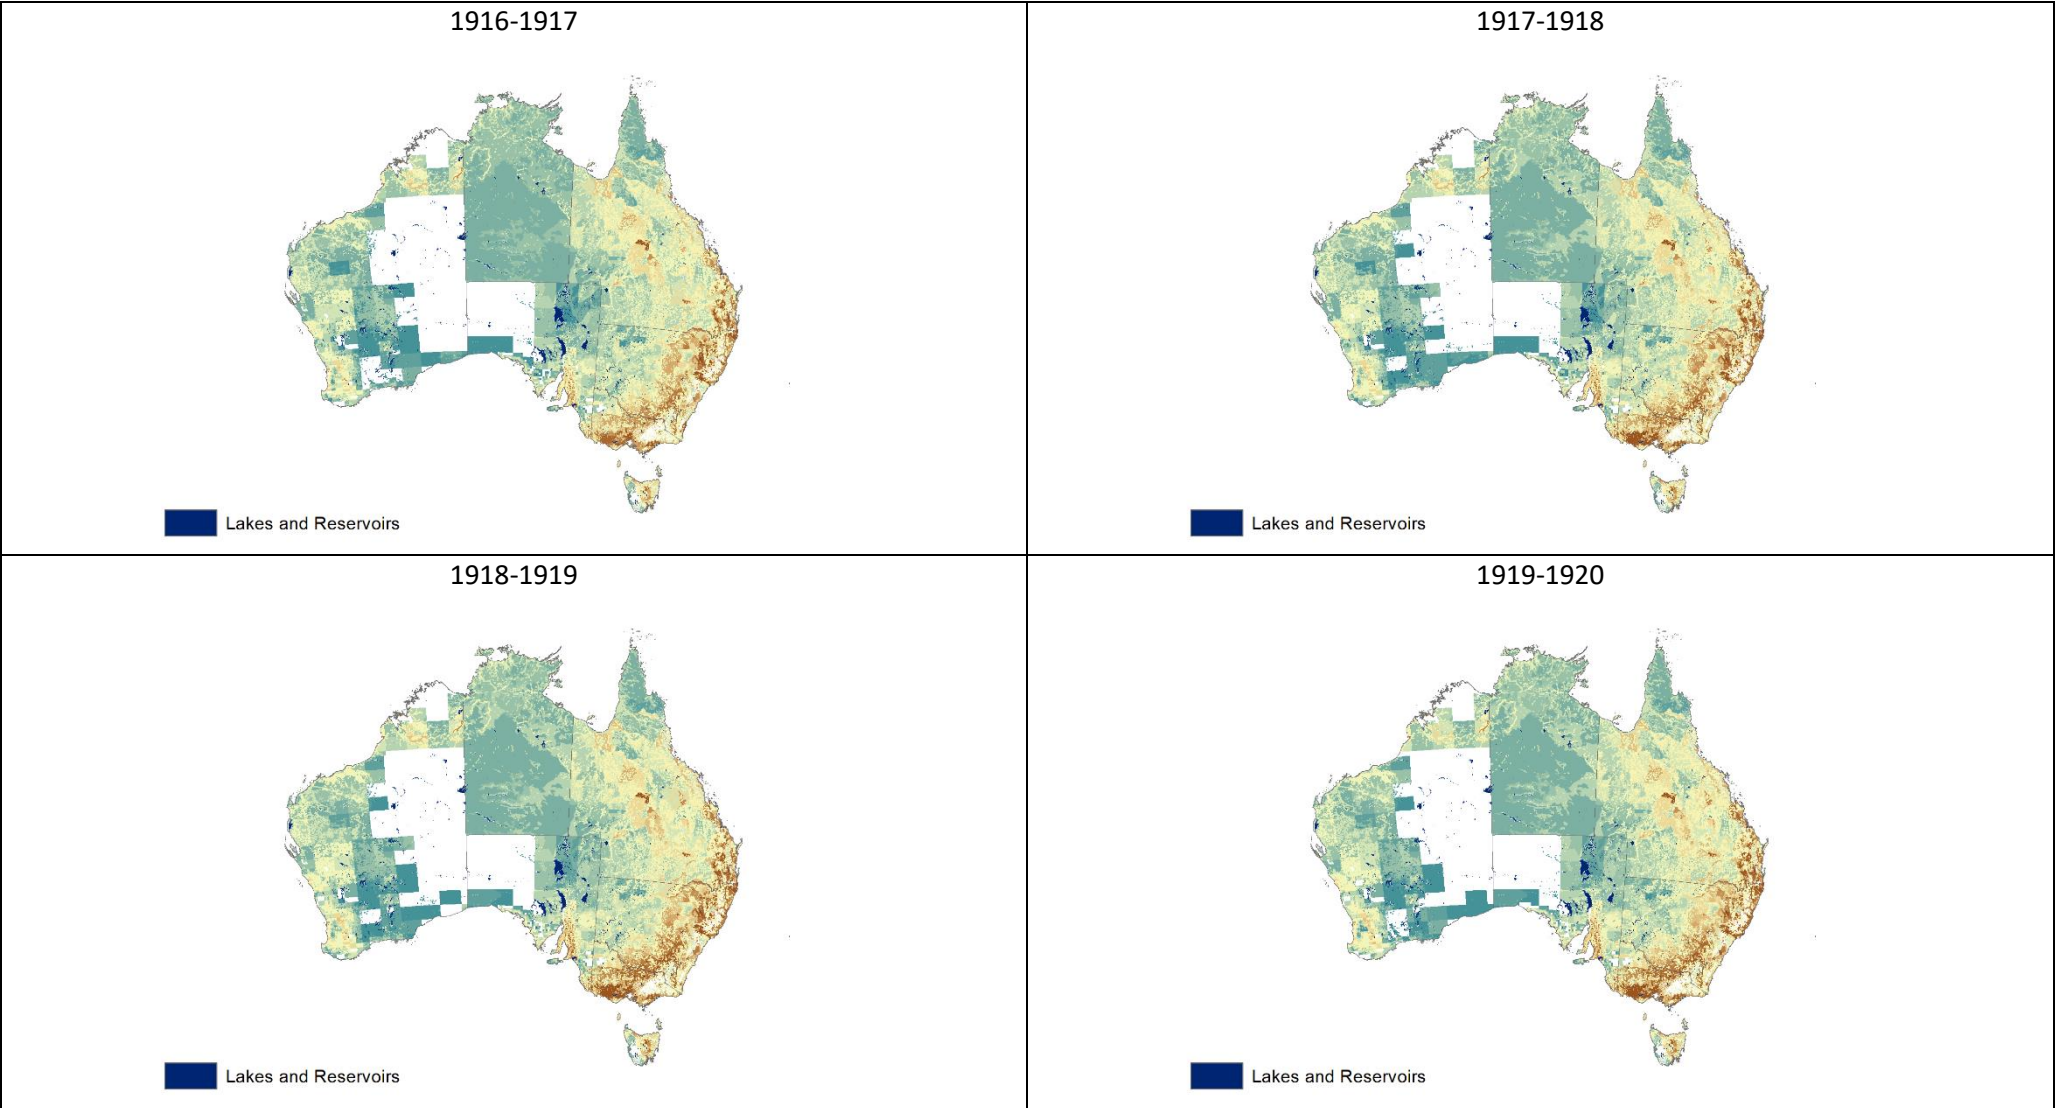 1916-1917
1917-1918
Lakes and Reservoirs
Lakes and Reservoirs
1918-1919
1919-1920
Lakes and Reservoirs
Lakes and Reservoirs